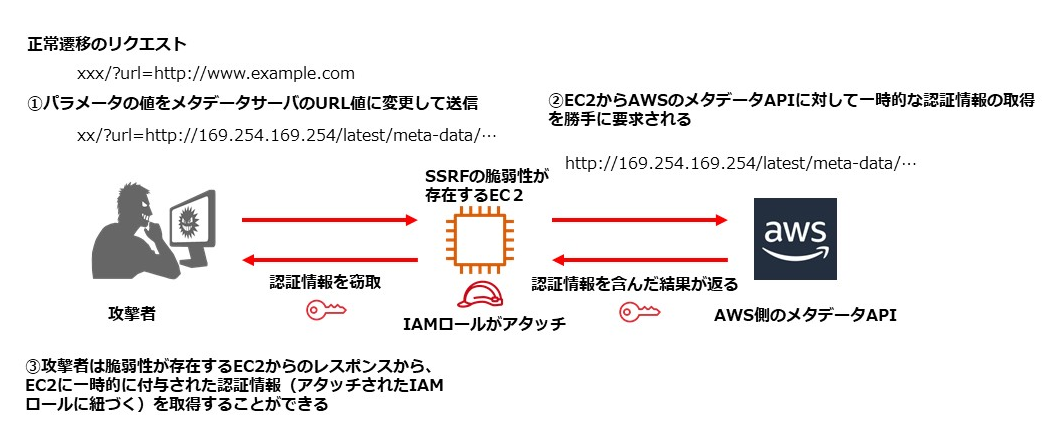 正常遷移のリクエスト
xxx/?url=http://www.example.com
①パラメータの値をメタデータサーバのURL値に変更して送信
xx/?url=http://169.254.169.254/latest/meta-data/…
②EC2からAWSのメタデータAPIに対して一時的な認証情報の取得
を勝手に要求される
http://169.254.169.254/latest/meta-data/…
SSRFの脆弱性が
存在するEC2
aws
認証情報を窃取
認証情報を含んだ結果が返る
攻撃者
IAMロールがアタッチ
AWS側のメタデータAPI
③攻撃者は脆弱性が存在するEC2からのレスポンスから、
EC2に一時的に付与された認証情報（アタッチされたIAM
ロールに紐づく）を取得することができる